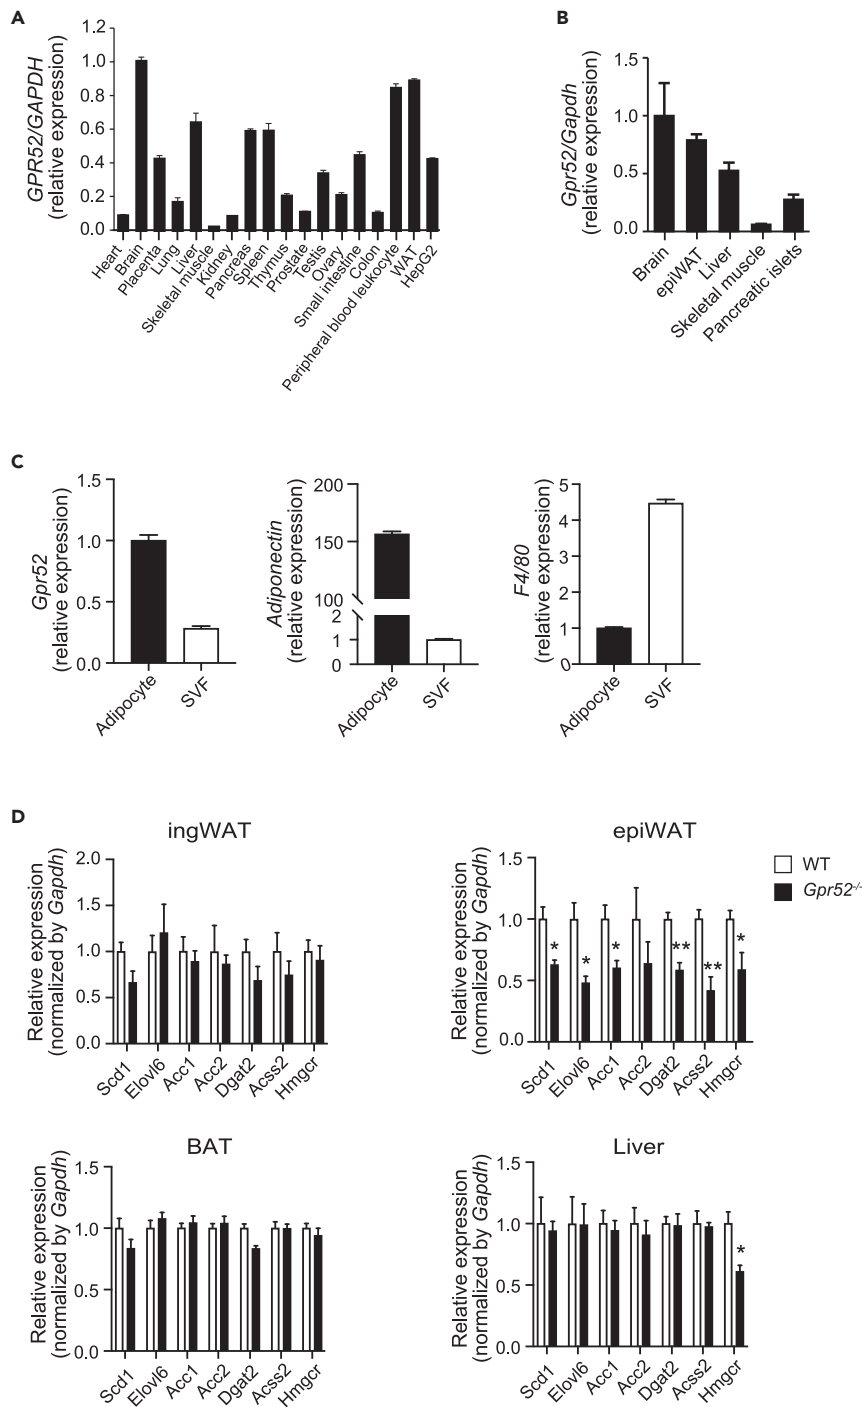 A
GPR52/GAPDH
(relative expression)
1.2
1.0
0.8
0.6
0.4
0.2
0.0
Heart
Brain
Placenta
Lung
Liver
Skeletal muscle
Kidney
Pancreas
Spleen
Thymus
Prostate
Testis
Ovary
Small intestine
Colon
Peripheral blood leukocyte
WAT
HepG2
B
Gpr52/Gapdh
(relative expression)
1.5
1.0
0.5
0.0
Brain
epiWAT
Liver
Skeletal muscle
Pancreatic islets
C
Gpr52
(relative expression)
1.5
1.0
0.5
0.0
Adipocyte
SVF
Adiponectin
(relative expression)
200
150
100
2
1
0
Adipocyte
SVF
F4/80
(relative expression)
5
4
3
2
1
0
Adipocyte
SVF
D
ingWAT
Relative expression
(normalized by Gapdh)
2.0
1.5
1.0
0.5
0.0
Scd1
Elovl6
Acc1
Acc2
Dgat2
Acss2
Hmgcr
epiWAT
Relative expression
(normalized by Gapdh)
1.5
1.0
0.5
0.0
*
*
*
**
**
*
Scd1
Elovl6
Acc1
Acc2
Dgat2
Acss2
Hmgcr
WT
Gpr52-/-
BAT
Relative expression
(normalized by Gapdh)
1.5
1.0
0.5
0.0
Scd1
Elovl6
Acc1
Acc2
Dgat2
Acss2
Hmgcr
Liver
Relative expression
(normalized by Gapdh)
1.5
1.0
0.5
0.0
*
Scd1
Elovl6
Acc1
Acc2
Dgat2
Acss2
Hmgcr